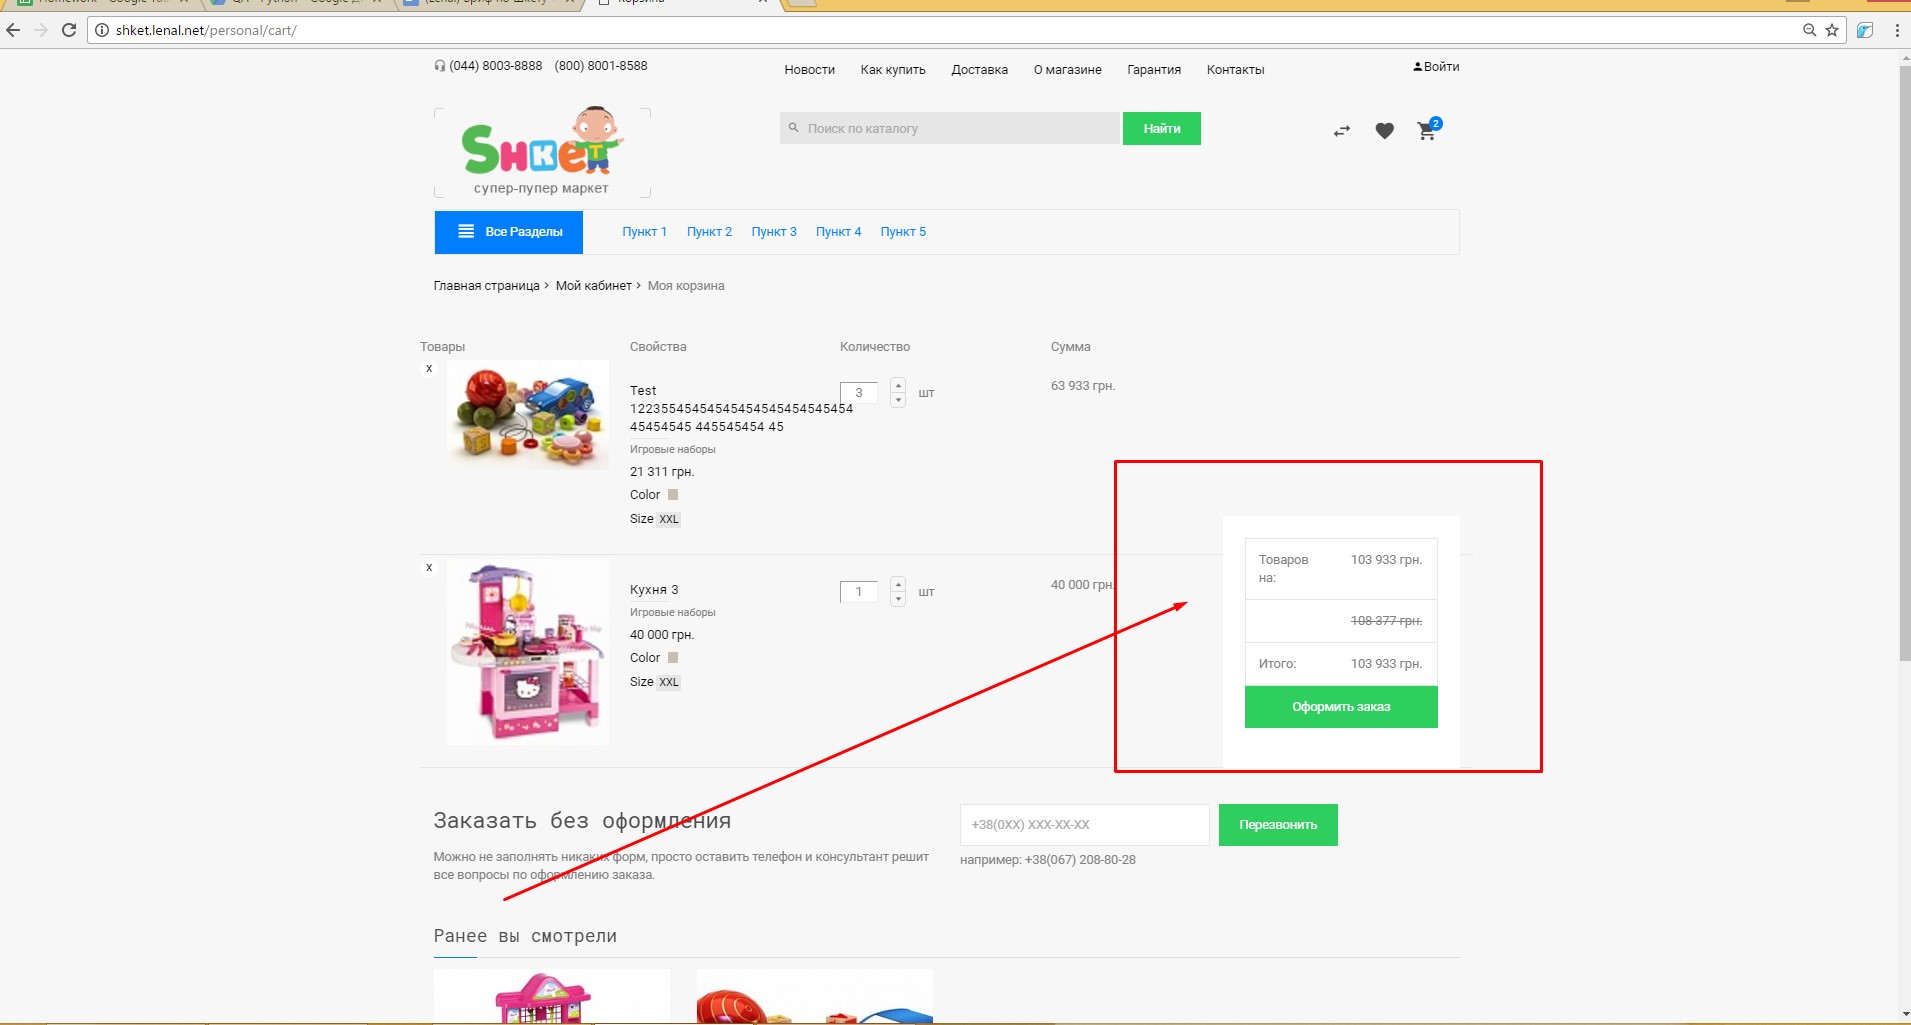 shket.lenal.net/personal/cart/
(044) 8003-8888 (800) 8001-8588
Новости Как купить Доставка О магазине Гарантия Контакты
Войти
SHKET
супер-пупер маркет
Поиск по каталогу
Найти
2
Все Разделы
Пункт 1 Пункт 2 Пункт 3 Пункт 4 Пункт 5
Главная страница > Мой кабинет > Моя корзина
Товары Свойства Количество Сумма
x
Test
122355454545454545454545454
45454545 445545454 45
Игровые наборы
21 311 грн.
Color
Size XXL
3 шт
63 933 грн.
x
Кухня 3
Игровые наборы
40 000 грн.
Color
Size XXL
1 шт
40 000 грн.
Товаров на: 103 933 грн.
108 377 грн.
Итого: 103 933 грн.
Оформить заказ
Заказать без оформления
Можно не заполнять никаких форм, просто оставить телефон и консультант решит
все вопросы по оформлению заказа.
+38(0XX) XXX-XX-XX
Перезвонить
например: +38(067) 208-80-28
Ранее вы смотрели